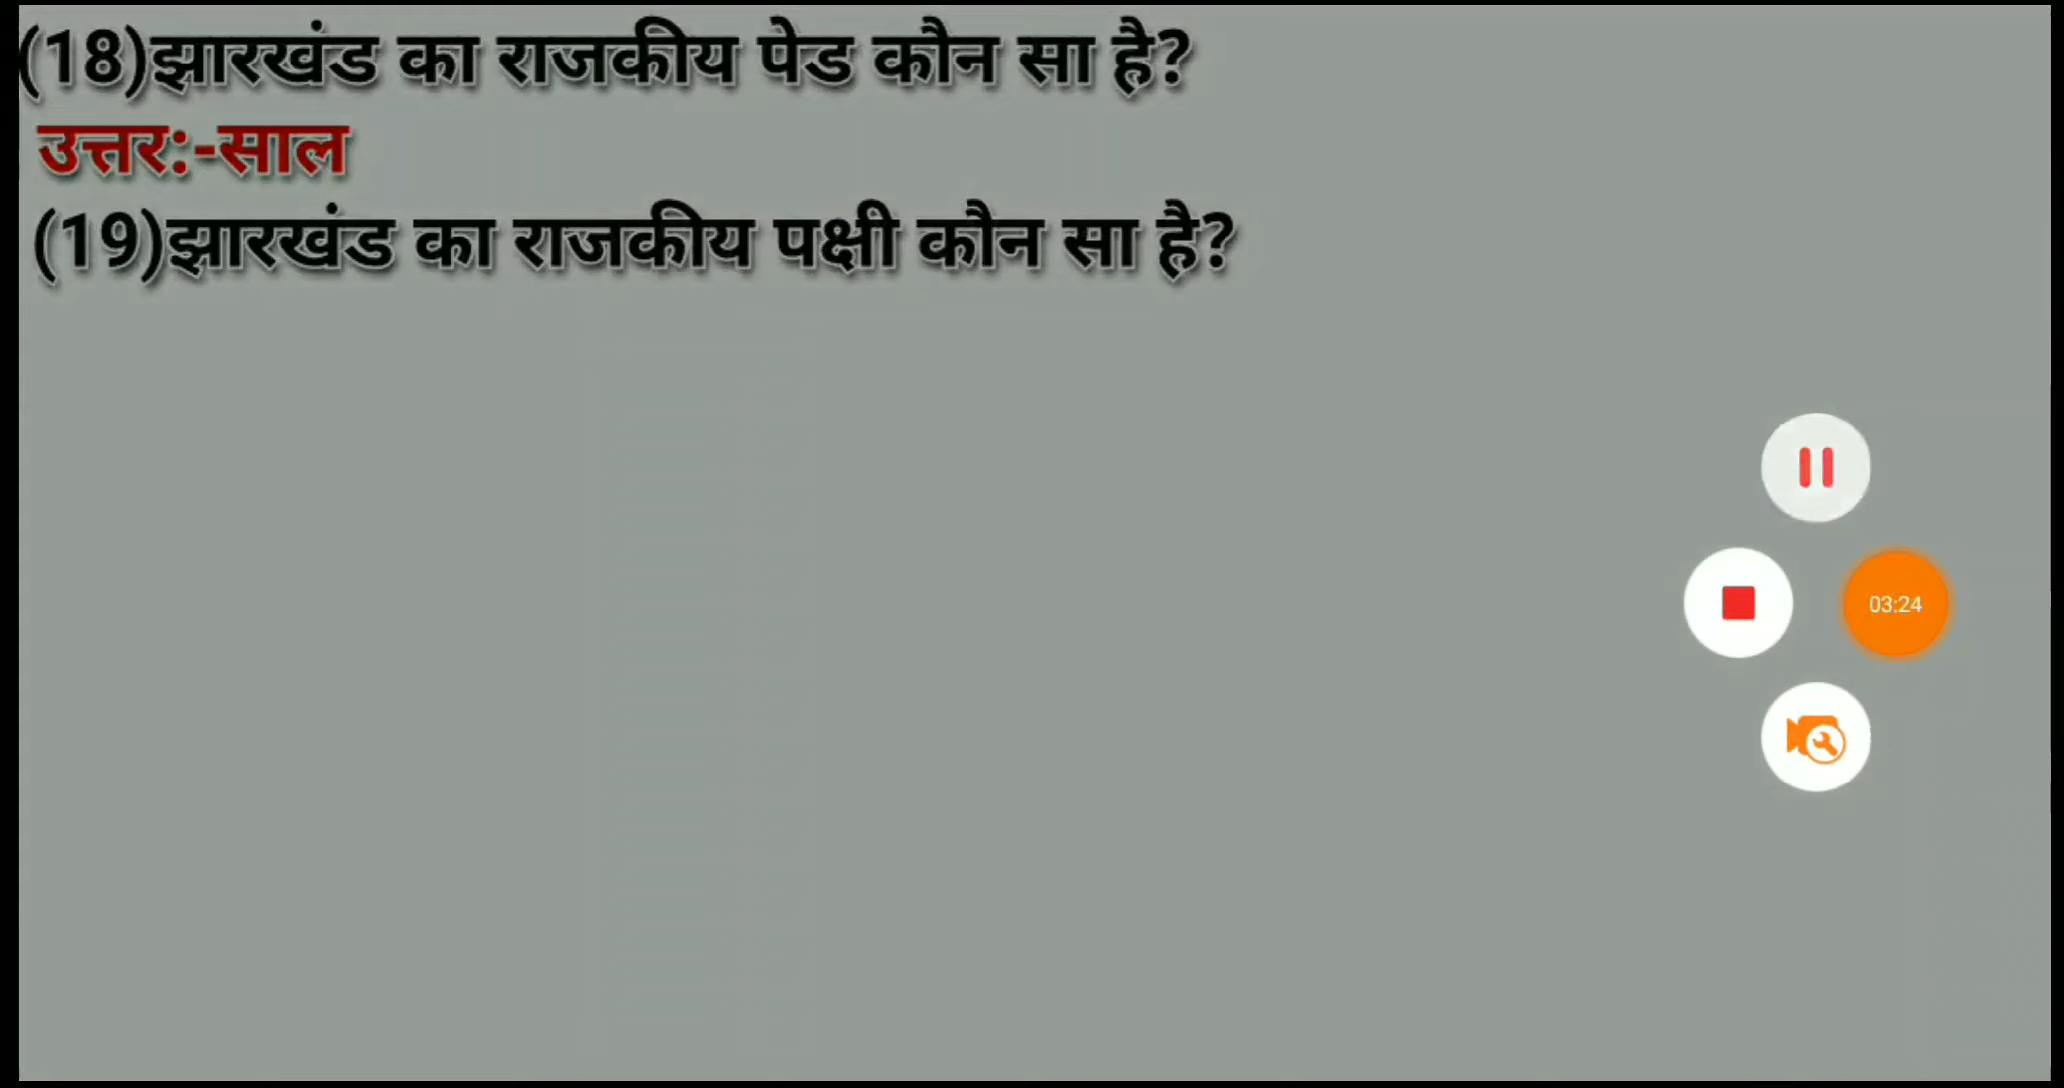 (18)झारखंड का राजकीय पेड कौन सा है?
उत्तर:-साल
(19)झारखंड का राजकीय पक्षी कौन सा है?
03:24